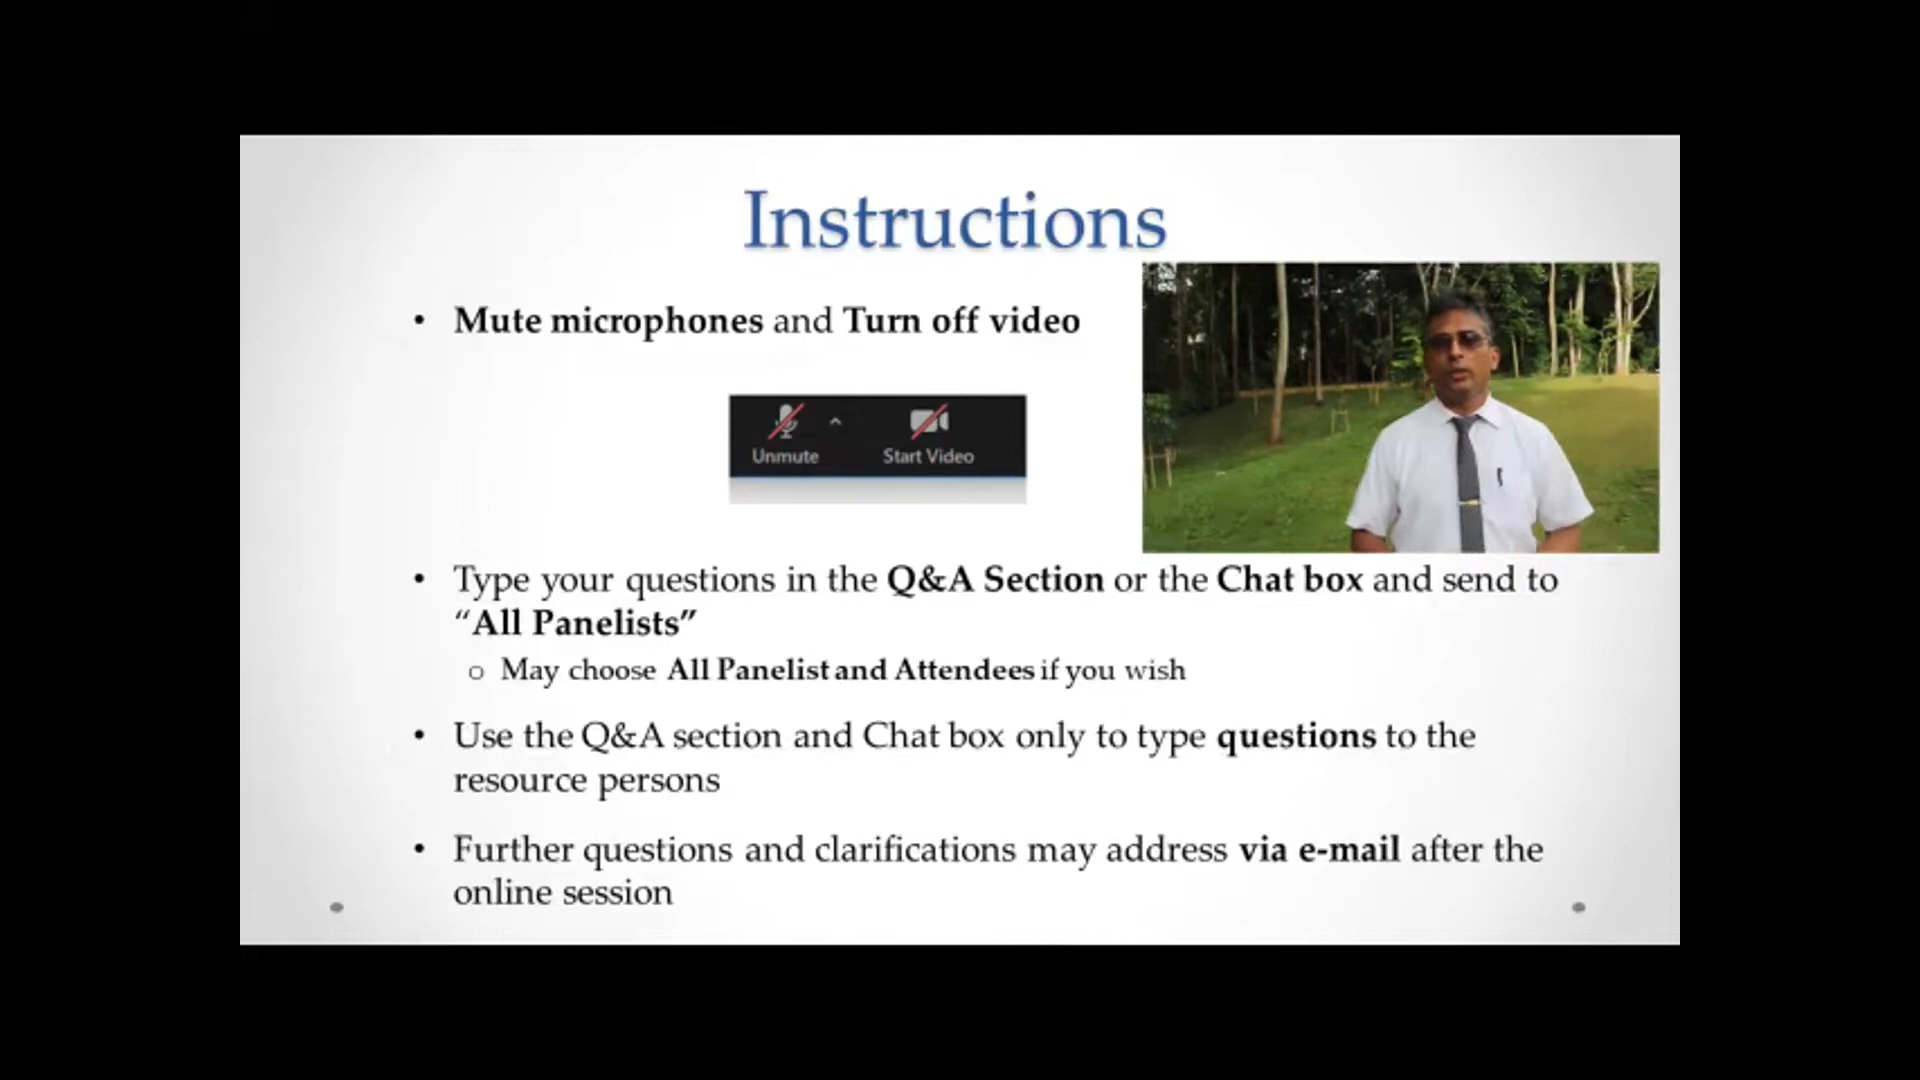 Instructions
• Mute microphones and Turn off video
Unmute
Start Video
• Type your questions in the Q&A Section or the Chat box and send to
“All Panelists”
o May choose All Panelist and Attendees if you wish
• Use the Q&A section and Chat box only to type questions to the
resource persons
• Further questions and clarifications may address via e-mail after the
online session